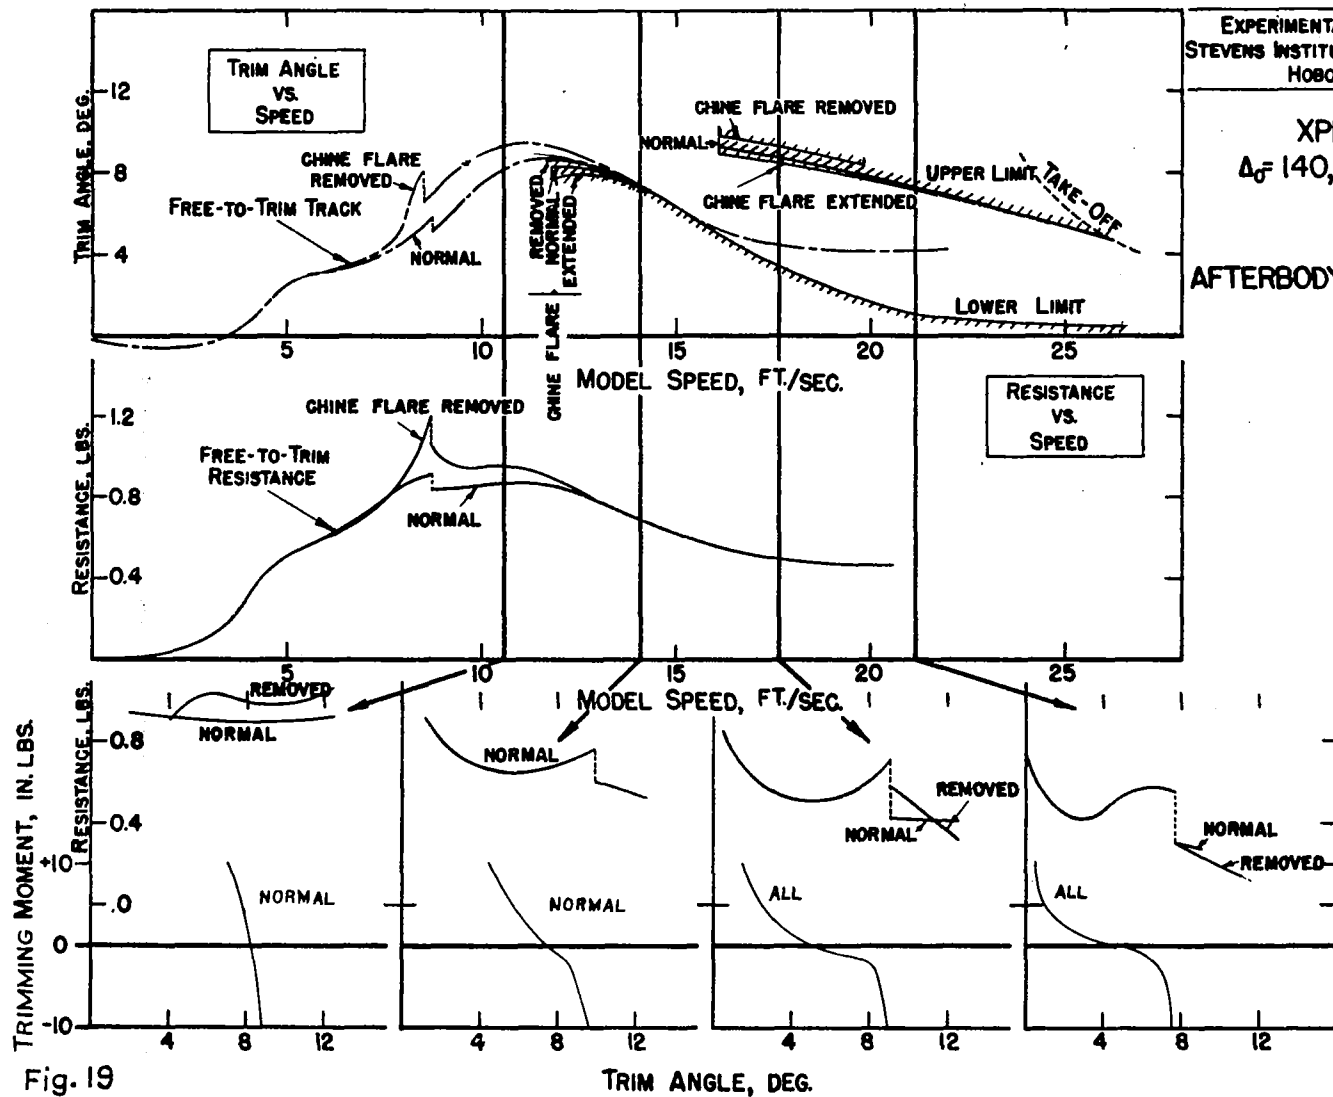 EXPERIMENTA
STEVENS INSTITU
HOBO
TRIM ANGLE
VS.
SPEED
TRIM ANGLE, DEG.
12
8
4
CHINE FLARE
REMOVED
FREE-TO-TRIM TRACK
NORMAL
REMOVED
NORMAL
EXTENDED
CHINE FLARE
CHINE FLARE REMOVED
NORMAL
UPPER LIMIT
TAKE-OFF
CHINE FLARE EXTENDED
LOWER LIMIT
Δ₀= 140,
AFTERBODY
5 10 15 20 25
MODEL SPEED, FT./SEC.
RESISTANCE
VS.
SPEED
RESISTANCE, LBS.
1.2
0.8
0.4
CHINE FLARE REMOVED
FREE-TO-TRIM
RESISTANCE
NORMAL
5 10 15 20 25
MODEL SPEED, FT./SEC.
RESISTANCE, LBS.
TRIMMING MOMENT, IN. LBS.
0.8
0.4
+10
.0
0
-10
REMOVED
NORMAL
NORMAL
4 8 12
NORMAL
NORMAL
4 8 12
REMOVED
NORMAL
ALL
4 8 12
NORMAL
REMOVED
ALL
4 8 12
Fig. 19
TRIM ANGLE, DEG.